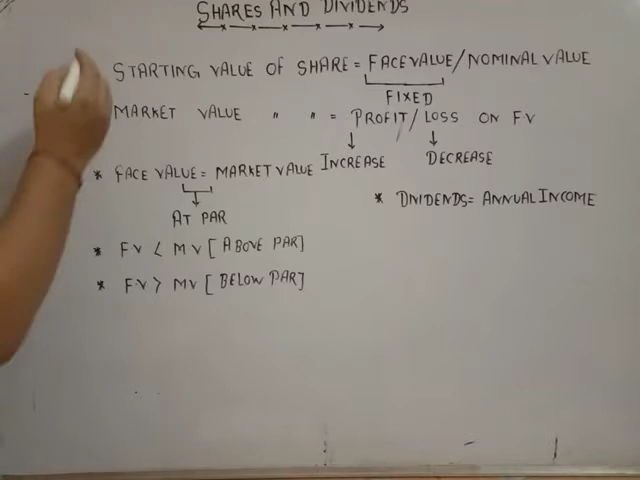 SHARES AND DIVIDENDS
STARTING VALUE OF SHARE = FACE VALUE / NOMINAL VALUE
FIXED
MARKET VALUE " " = PROFIT / LOSS ON FV
INCREASE DECREASE
* FACE VALUE = MARKET VALUE
AT PAR
* DIVIDENDS = ANNUAL INCOME
* FV < MV [ABOVE PAR]
* FV > MV [BELOW PAR]